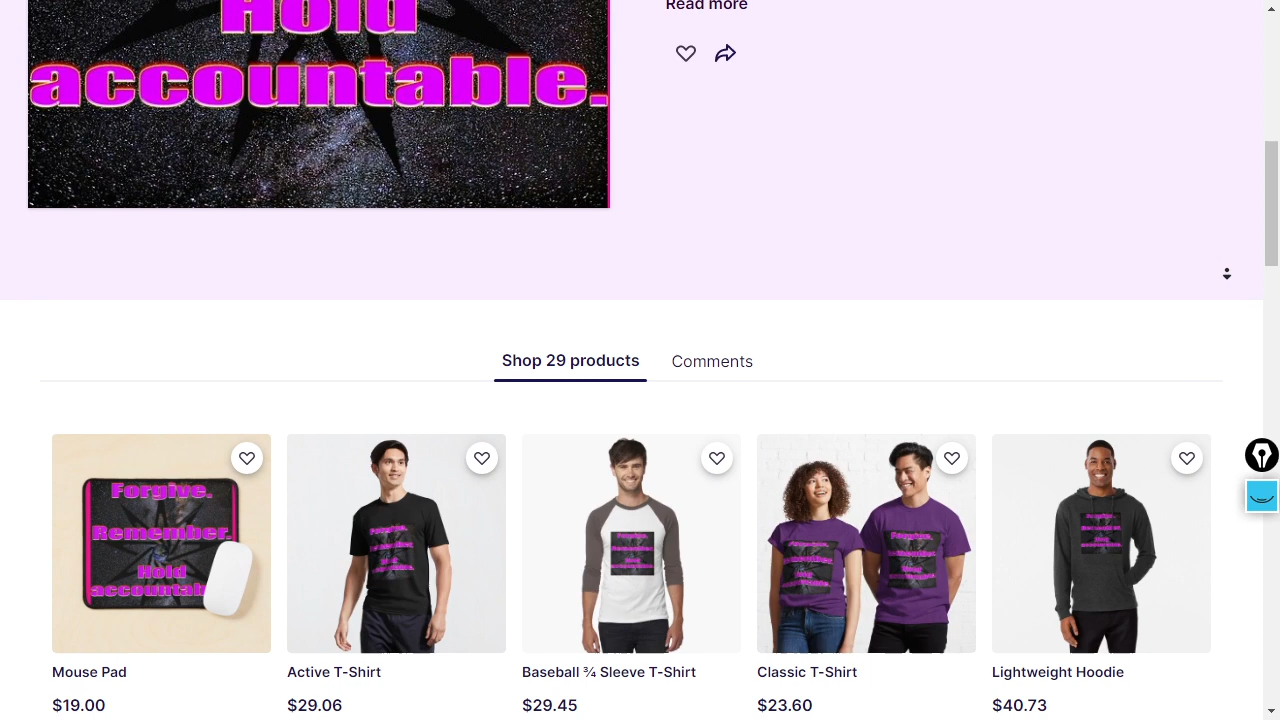 Hold
accountable.
Read more
Shop 29 products
Comments
Forgive.
Remember.
Hold
accountab
Mouse Pad
$19.00
Active T-Shirt
$29.06
Baseball ¾ Sleeve T-Shirt
$29.45
Classic T-Shirt
$23.60
Lightweight Hoodie
$40.73